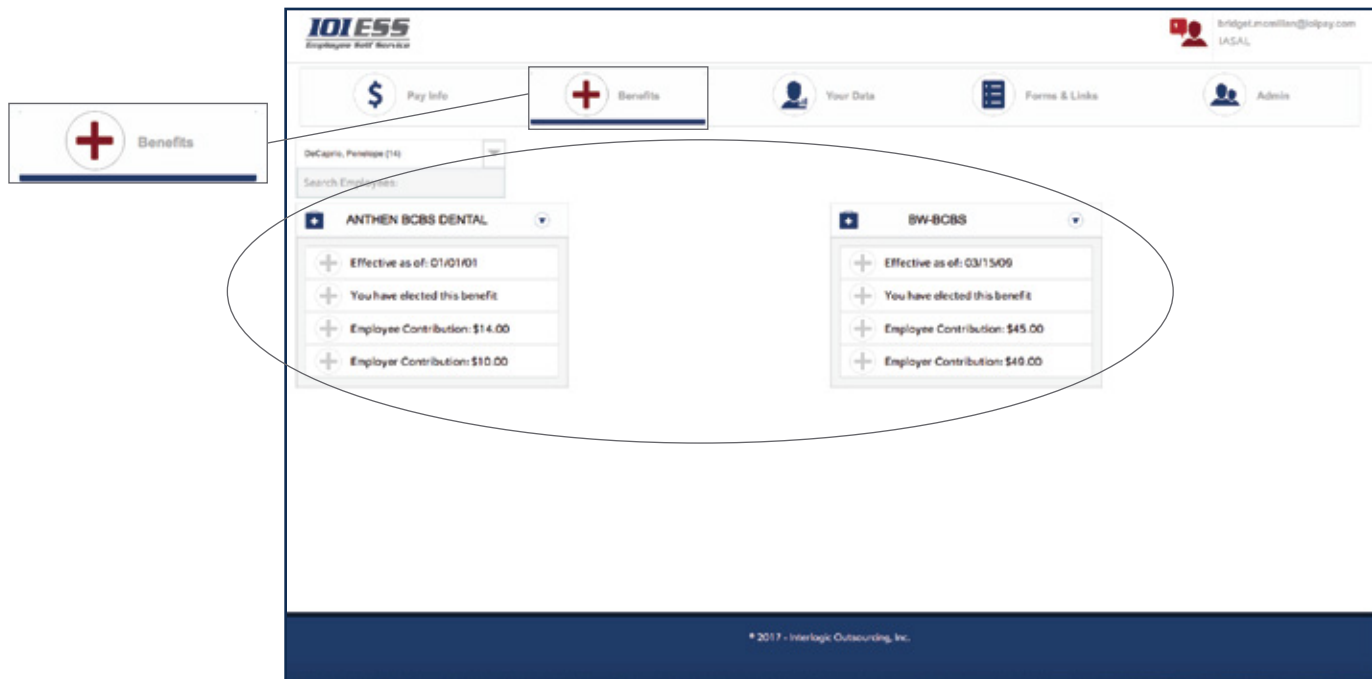 IOI ESS
Employee Self Service
bridget.mcmillen@ioipay.com
IASAL
Pay Info
Benefits
Your Data
Forms & Links
Admin
Benefits
DeCaprio, Penelope (14)
Search Employees:
ANTHEN BCBS DENTAL
Effective as of: 01/01/01
You have elected this benefit
Employee Contribution: $14.00
Employer Contribution: $10.00
BW-BCBS
Effective as of: 03/15/09
You have elected this benefit
Employee Contribution: $45.00
Employer Contribution: $49.00
© 2017 - Interlogic Outsourcing, Inc.